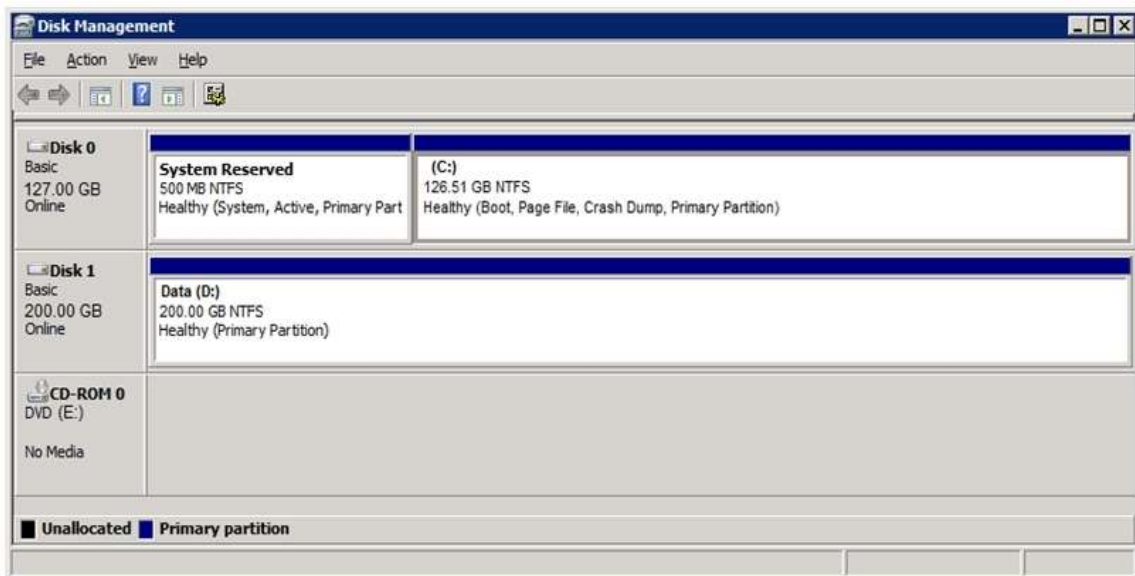 Disk Management
File Action View Help
Disk 0
Basic
127.00 GB
Online
System Reserved
500 MB NTFS
Healthy (System, Active, Primary Part
(C:)
126.51 GB NTFS
Healthy (Boot, Page File, Crash Dump, Primary Partition)
Disk 1
Basic
200.00 GB
Online
Data (D:)
200.00 GB NTFS
Healthy (Primary Partition)
CD-ROM 0
DVD (E:)
No Media
Unallocated Primary partition